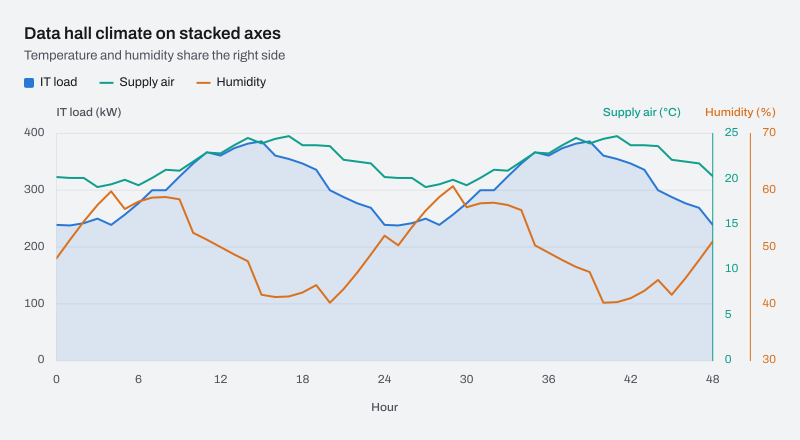 Data hall climate on stacked axes
Temperature and humidity share the right side
IT load Supply air Humidity
IT load (kW) Supply air (°C) Humidity (%)
400 25 70
300 20 60
200 15 50
100 10 40
0 5 30
0
0 6 12 18 24 30 36 42 48
Hour